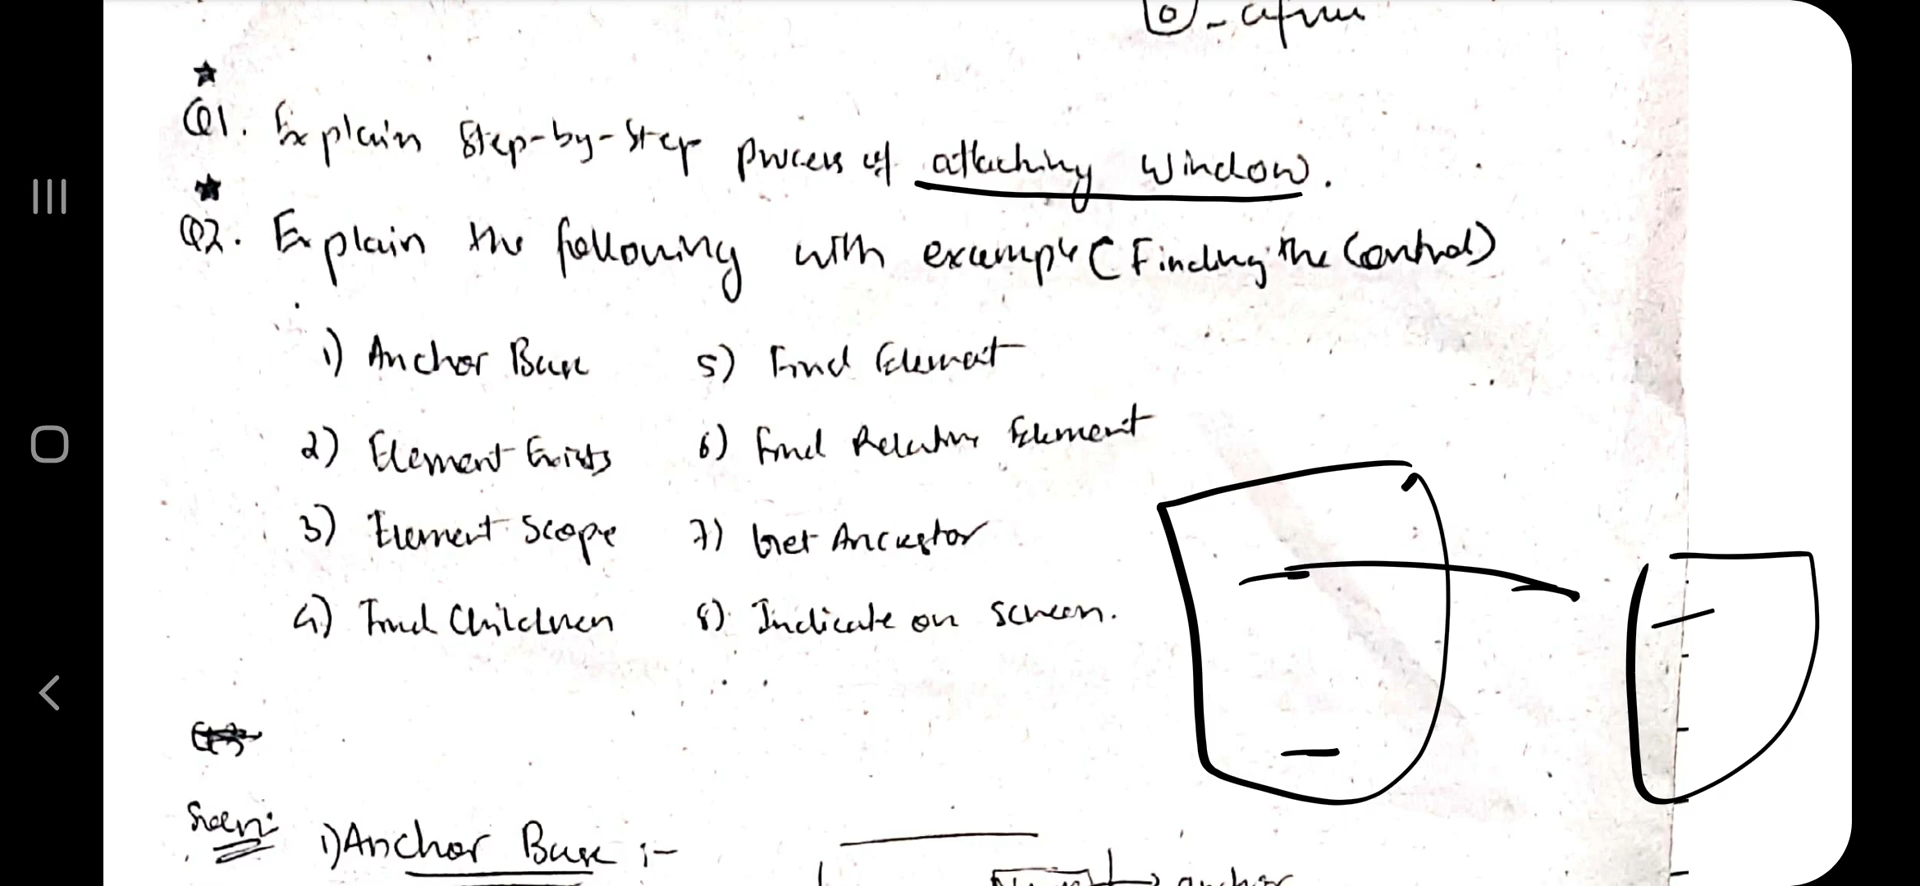 ★
Q1. Explain Step-by-Step process of attaching window.
★
Q2. Explain the following with example (Finding the Control)
1) Anchor Base
2) Element Exists
3) Element Scope
4) Find Children
5) Find Element
6) Find Relative Element
7) Get Ancestor
8) Indicate on screen.
1) Anchor Base :-
anchor